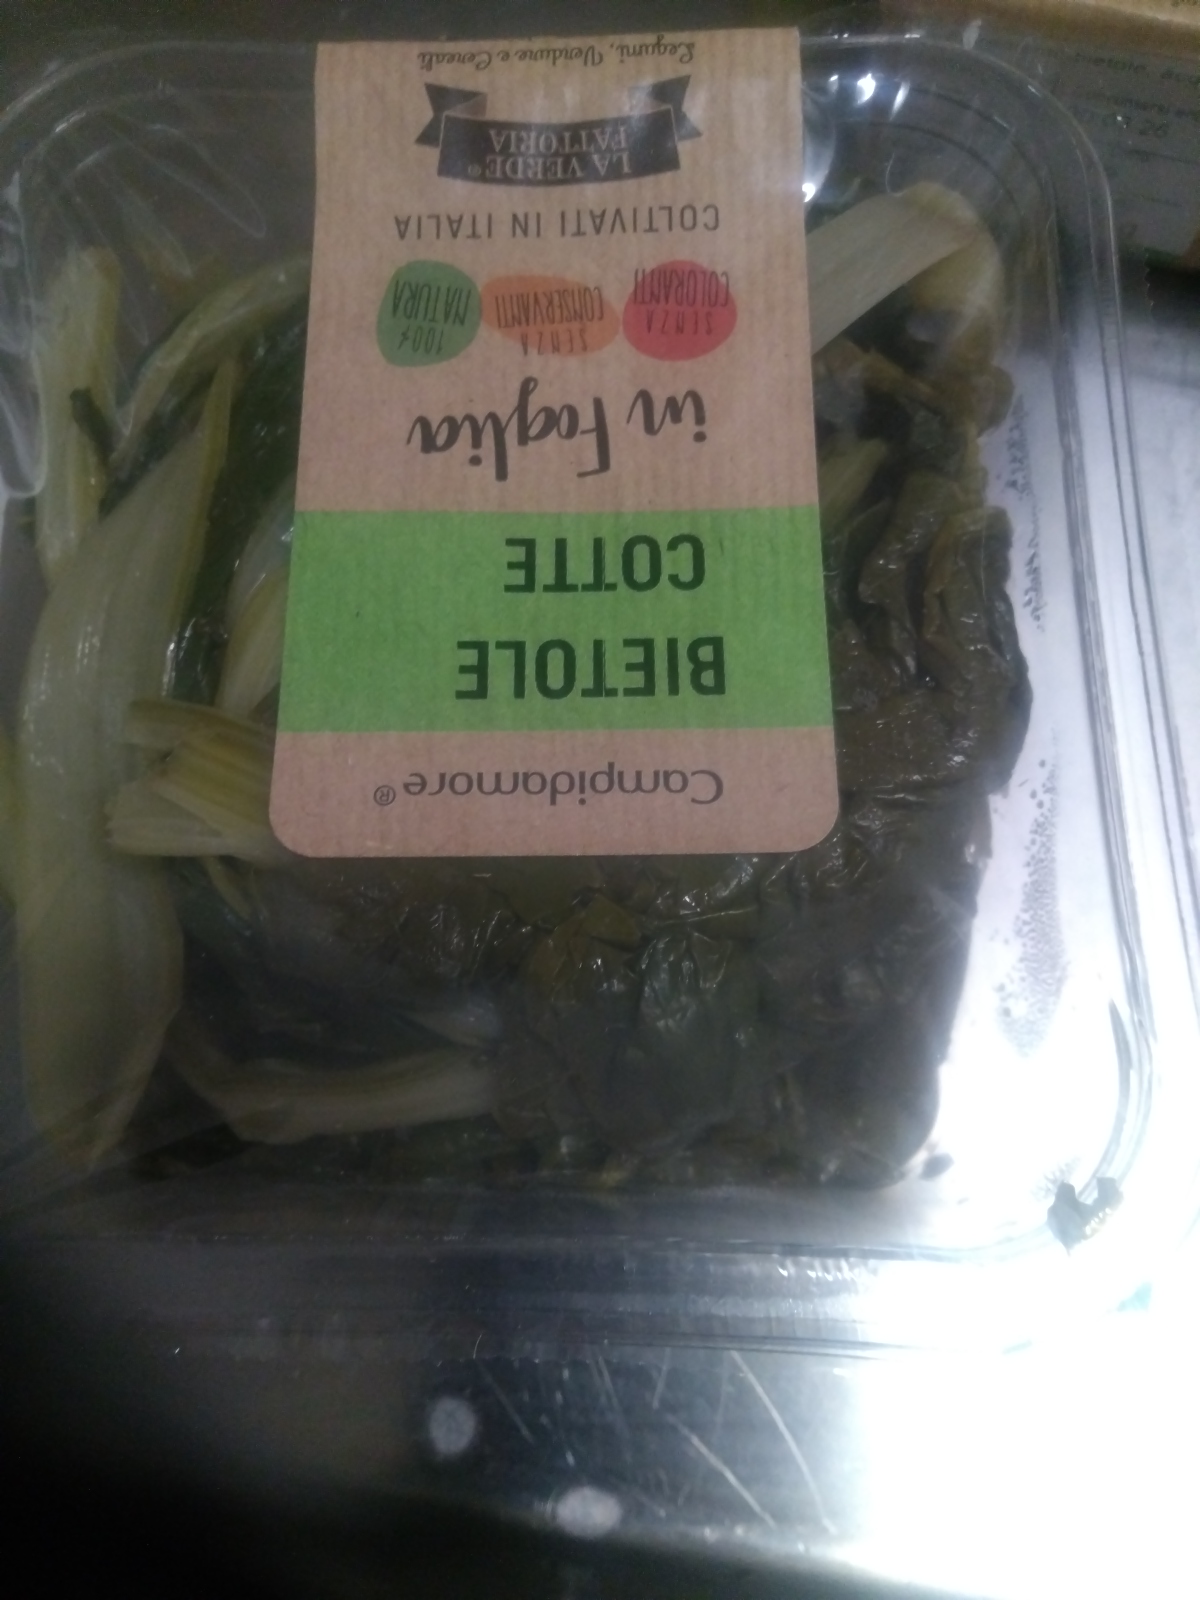 Campidamore®
BIETOLE
COTTE
in foglia
SENZA
COLORANTI
SENZA
CONSERVANTI
100%
NATURA
COLTIVATI IN ITALIA
LA VERDE®
FATTORIA
Legumi, Verdure e Cereali